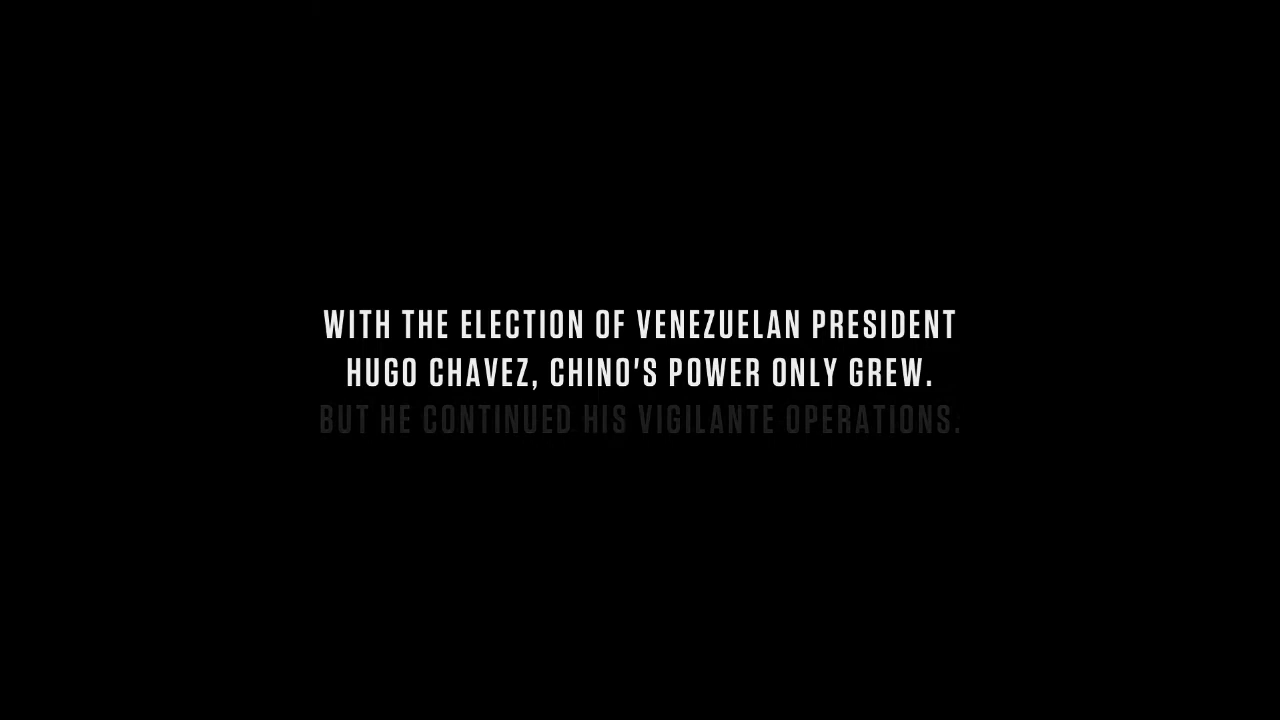 WITH THE ELECTION OF VENEZUELAN PRESIDENT
HUGO CHAVEZ, CHINO'S POWER ONLY GREW.
BUT HE CONTINUED HIS VIGILANTE OPERATIONS.